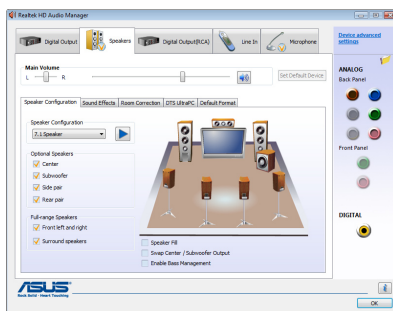 Realtek HD Audio Manager
Digital Output
Speakers
Digital Output(RCA)
Line In
Microphone
Device advanced
settings
Main Volume
L
R
Set Default Device
ANALOG
Back Panel
Speaker Configuration
Sound Effects
Room Correction
DTS UltraPC
Default Format
Speaker Configuration
7.1 Speaker
Optional Speakers
Center
Subwoofer
Side pair
Rear pair
Front Panel
Full-range Speakers
Front left and right
Surround speakers
Speaker Fill
Swap Center / Subwoofer Output
Enable Bass Management
DIGITAL
ASUS
Rock Solid · Heart Touching
OK